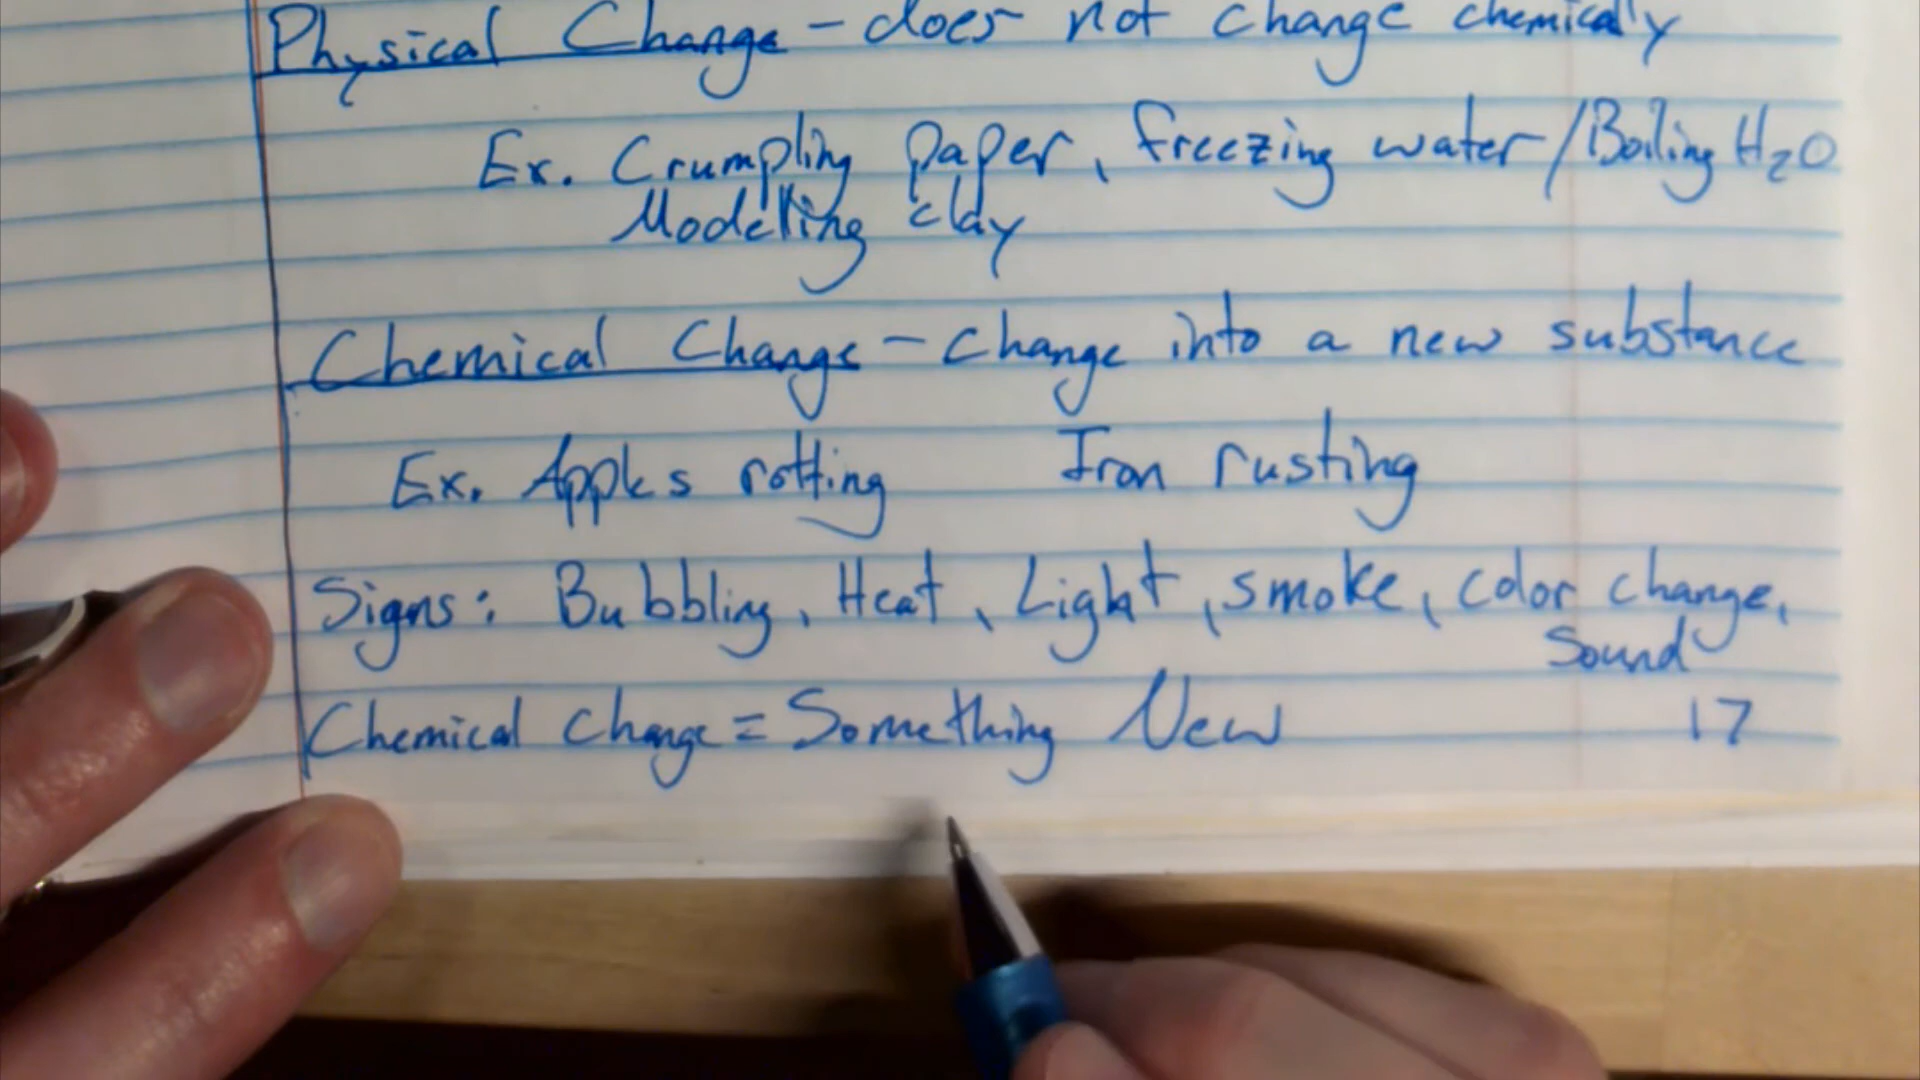 Physical Change - does not change chemically
Ex. Crumpling paper, freezing water/Boiling H2O
Modeling clay
Chemical Change - change into a new substance
Ex. Apples rotting Iron rusting
Signs: Bubbling, Heat, Light, smoke, color change,
Sound
Chemical Change = Something New 17